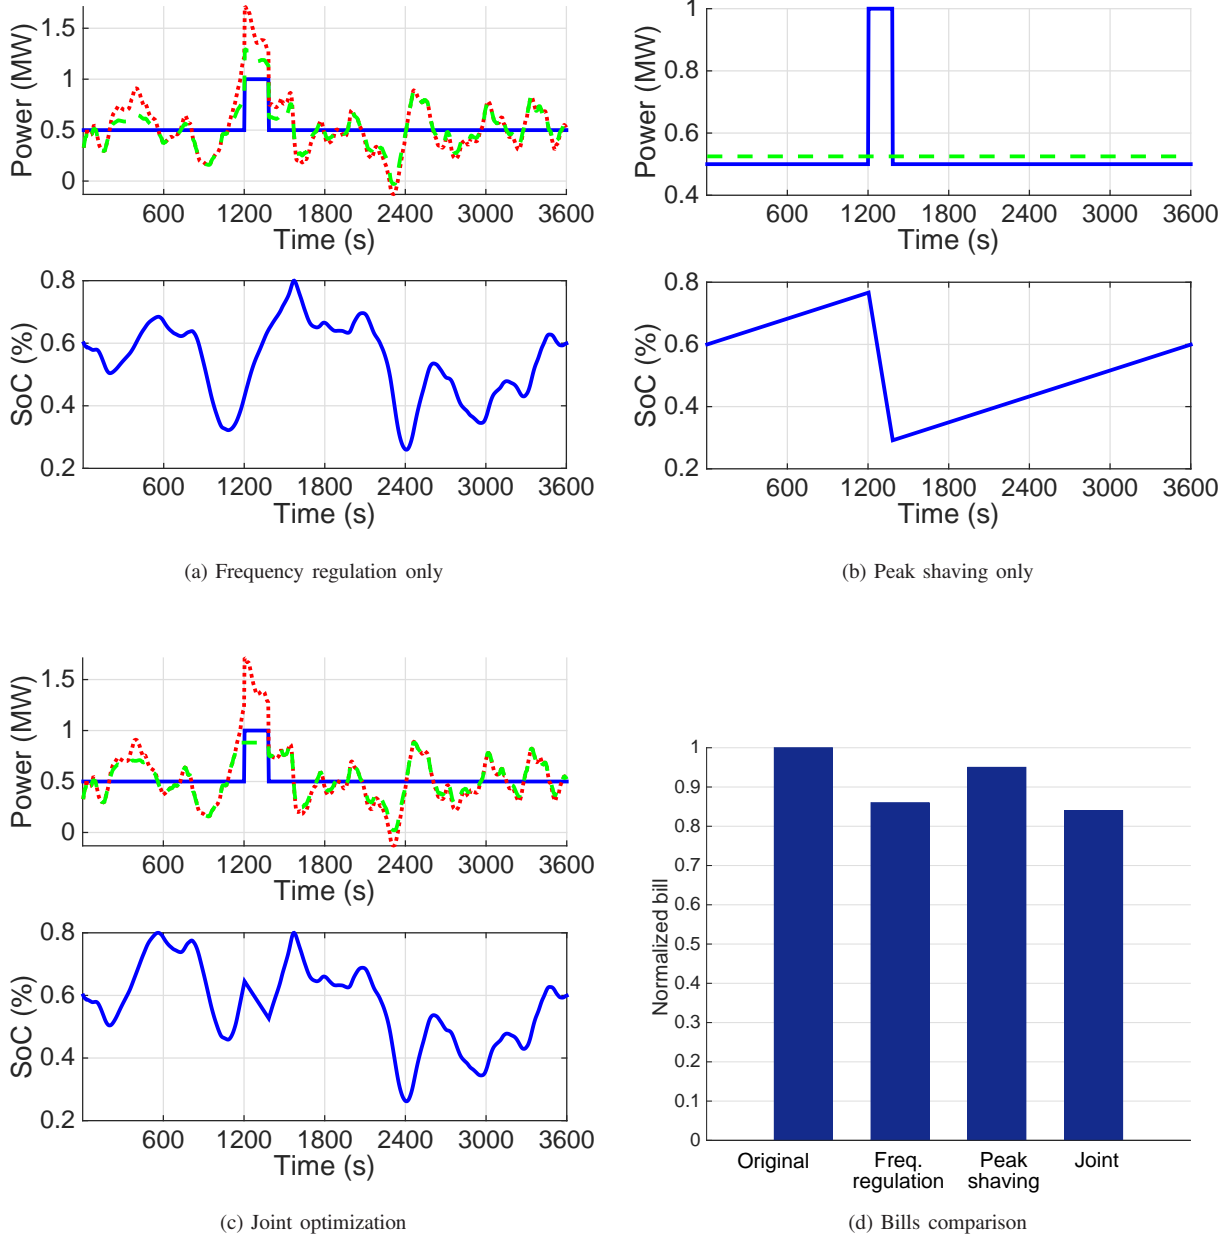 1.5
1
0.5
0
Power (MW)
600 1200 1800 2400 3000 3600
Time (s)
0.8
0.6
0.4
0.2
SoC (%)
600 1200 1800 2400 3000 3600
Time (s)
(a) Frequency regulation only
1
0.8
0.6
0.4
Power (MW)
600 1200 1800 2400 3000 3600
Time (s)
0.8
0.6
0.4
0.2
SoC (%)
600 1200 1800 2400 3000 3600
Time (s)
(b) Peak shaving only
1.5
1
0.5
0
Power (MW)
600 1200 1800 2400 3000 3600
Time (s)
0.8
0.6
0.4
0.2
SoC (%)
600 1200 1800 2400 3000 3600
Time (s)
(c) Joint optimization
1
0.9
0.8
0.7
0.6
0.5
0.4
0.3
0.2
0.1
0
Normalized bill
Original
Freq.
regulation
Peak
shaving
Joint
(d) Bills comparison